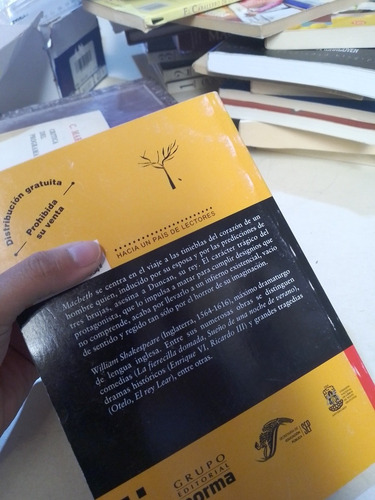 Distribución gratuita
Prohibida
su venta
HACIA UN PAÍS DE LECTORES
Macbeth se centra en el viaje a las tinieblas del corazón de un
hombre quien, seducido por su esposa y por las predicciones de
tres brujas, asesina a Duncan, su rey. El carácter trágico del
protagonista, que lo impulsa a matar para cumplir designios que
no comprende, acaba por llevarlo a un infierno existencial, vacío
de sentido y regido tan sólo por el horror de su imaginación.
William Shakespeare (Inglaterra, 1564-1616), máximo dramaturgo
de lengua inglesa. Entre sus numerosas obras se distinguen
comedias (La fierecilla domada, Sueño de una noche de verano),
dramas históricos (Enrique VI, Ricardo III) y grandes tragedias
(Otelo, El rey Lear), entre otras.
GRUPO
EDITORIAL
norma
SEP